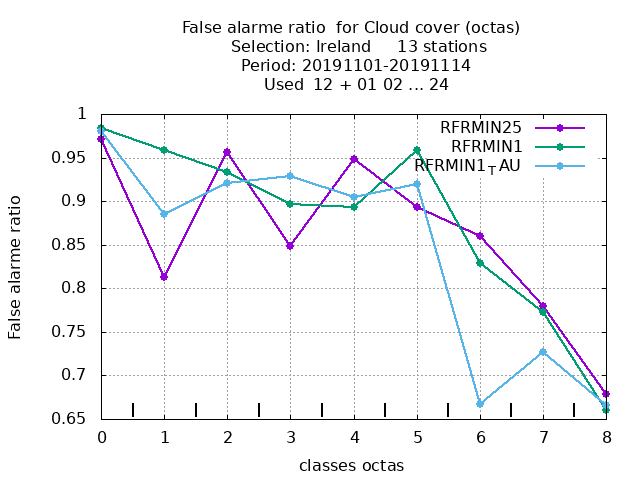 False alarme ratio  for Cloud cover (octas)
Selection: Ireland     13 stations
Period: 20191101-20191114
Used  12 + 01 02 ... 24
RFRMIN25
RFRMIN1
RFRMIN1┬AU
1
0.95
0.9
0.85
0.8
0.75
0.7
0.65
False alarme ratio
0 1 2 3 4 5 6 7 8
classes octas